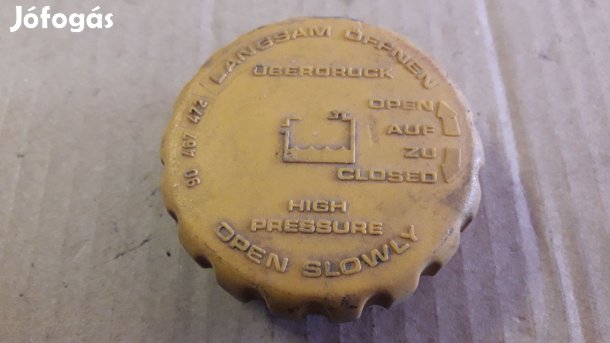 Jófogás
LANGSAM ÖFFNEN
ÜBERDRUCK
OPEN
AUF
ZU
CLOSED
HIGH
PRESSURE
OPEN SLOWLY
90 467 472